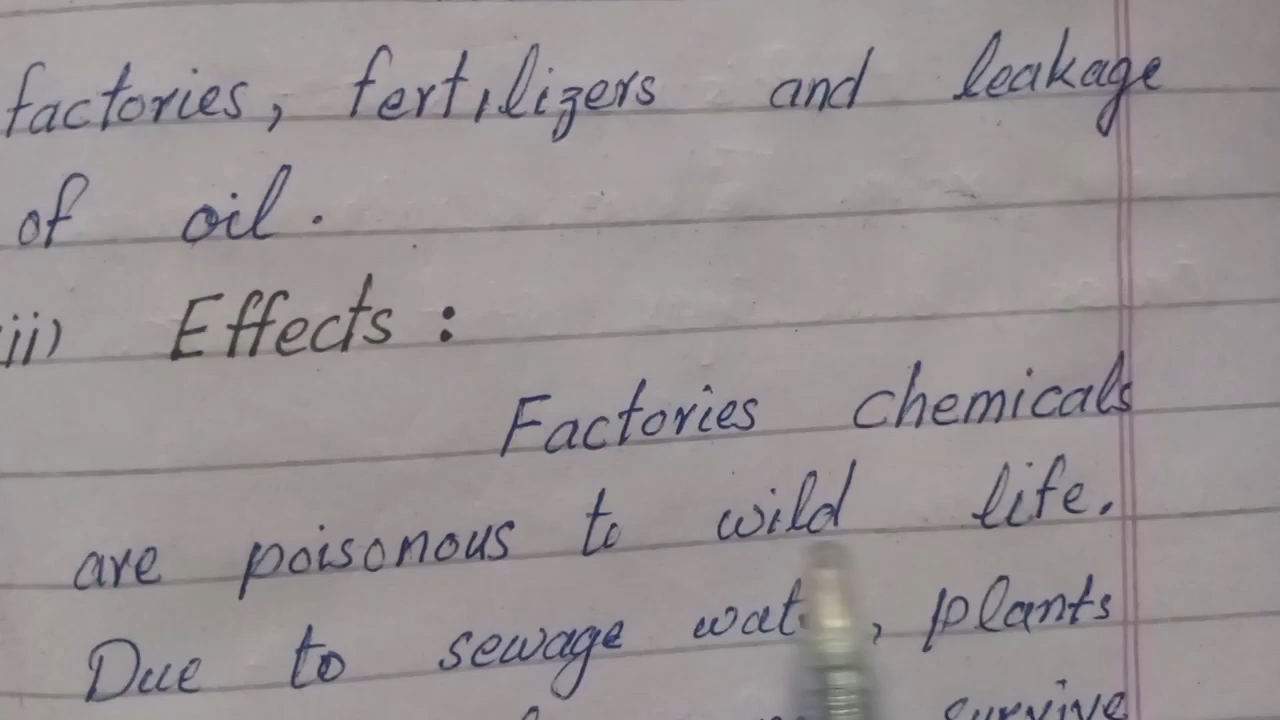 factories, fertilizers and leakage
of oil.
ii) Effects :
Factories chemicals
are poisonous to wild life.
Due to sewage wat , plants
survive